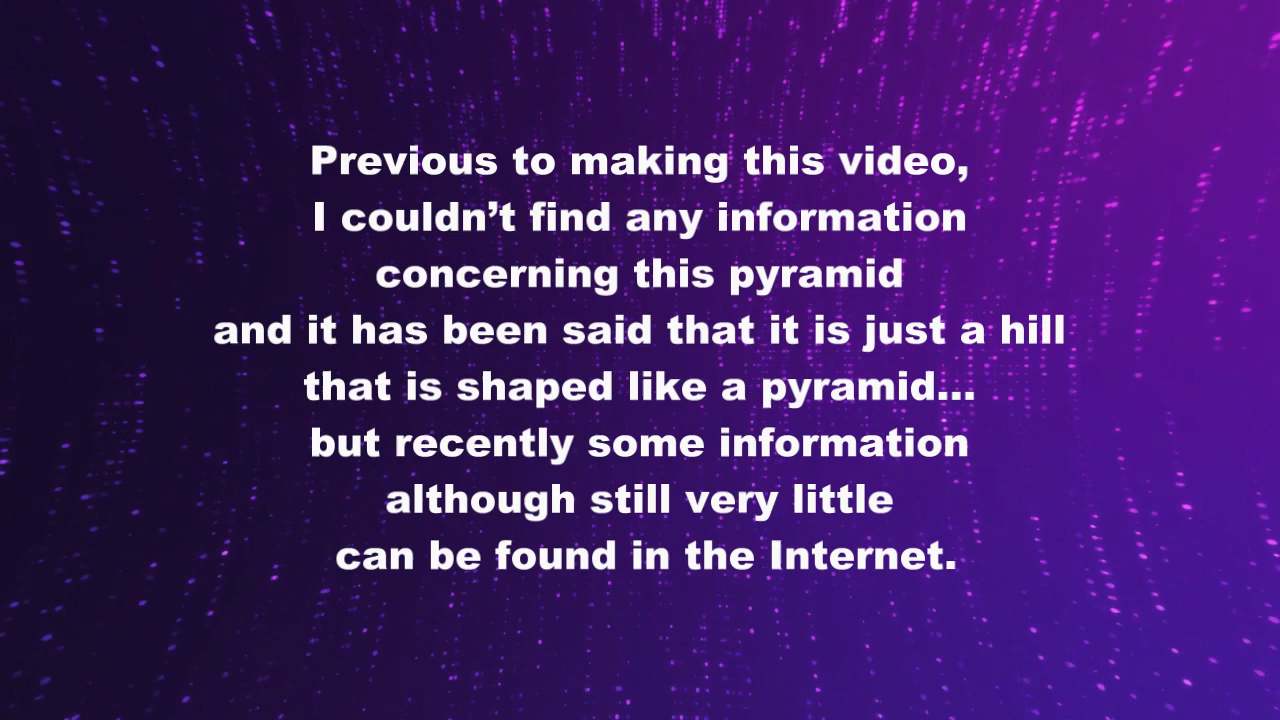 Previous to making this video,
I couldn’t find any information
concerning this pyramid
and it has been said that it is just a hill
that is shaped like a pyramid...
but recently some information
although still very little
can be found in the Internet.